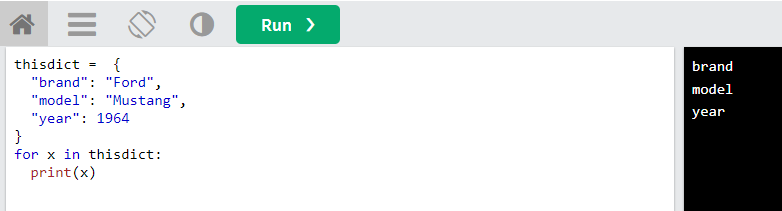 Run ❯
thisdict =  {
  "brand": "Ford",
  "model": "Mustang",
  "year": 1964
}
for x in thisdict:
  print(x)
brand
model
year